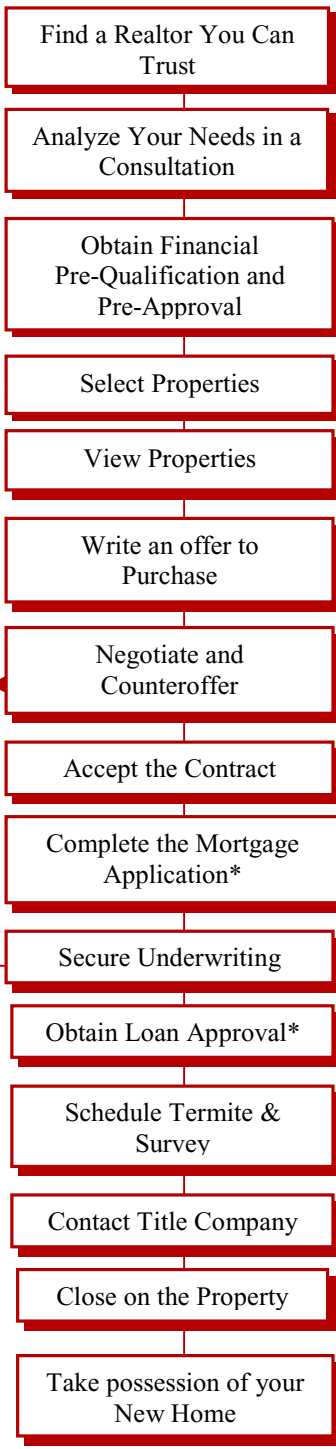 Find a Realtor You Can
Trust
Analyze Your Needs in a
Consultation
Obtain Financial
Pre-Qualification and
Pre-Approval
Select Properties
View Properties
Write an offer to
Purchase
Negotiate and
Counteroffer
Accept the Contract
Complete the Mortgage
Application*
Secure Underwriting
Obtain Loan Approval*
Schedule Termite &
Survey
Contact Title Company
Close on the Property
Take possession of your
New Home